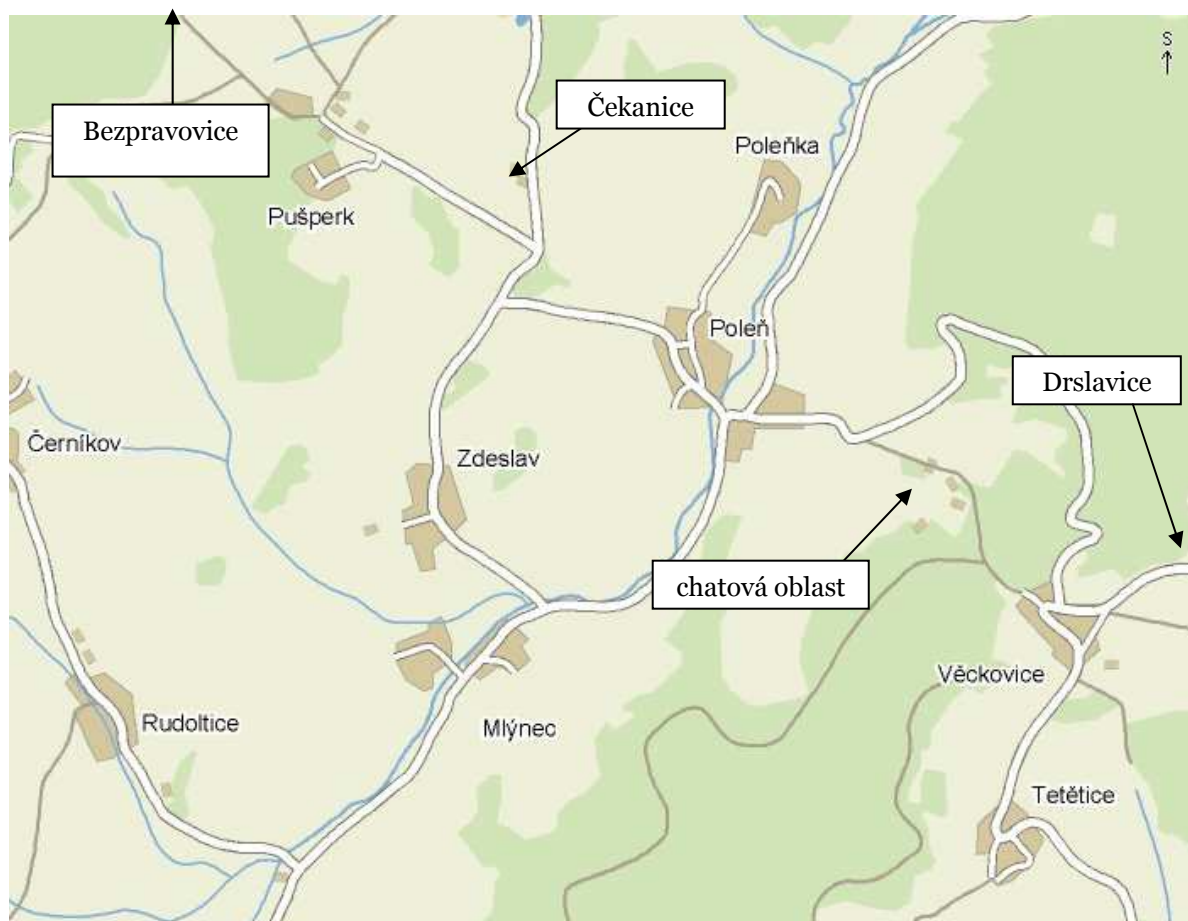 S
Bezpravovice
Čekanice
Poleňka
Pušperk
Poleň
Drslavice
Černíkov
Zdeslav
chatová oblast
Věckovice
Rudoltice
Mlýnec
Tetětice